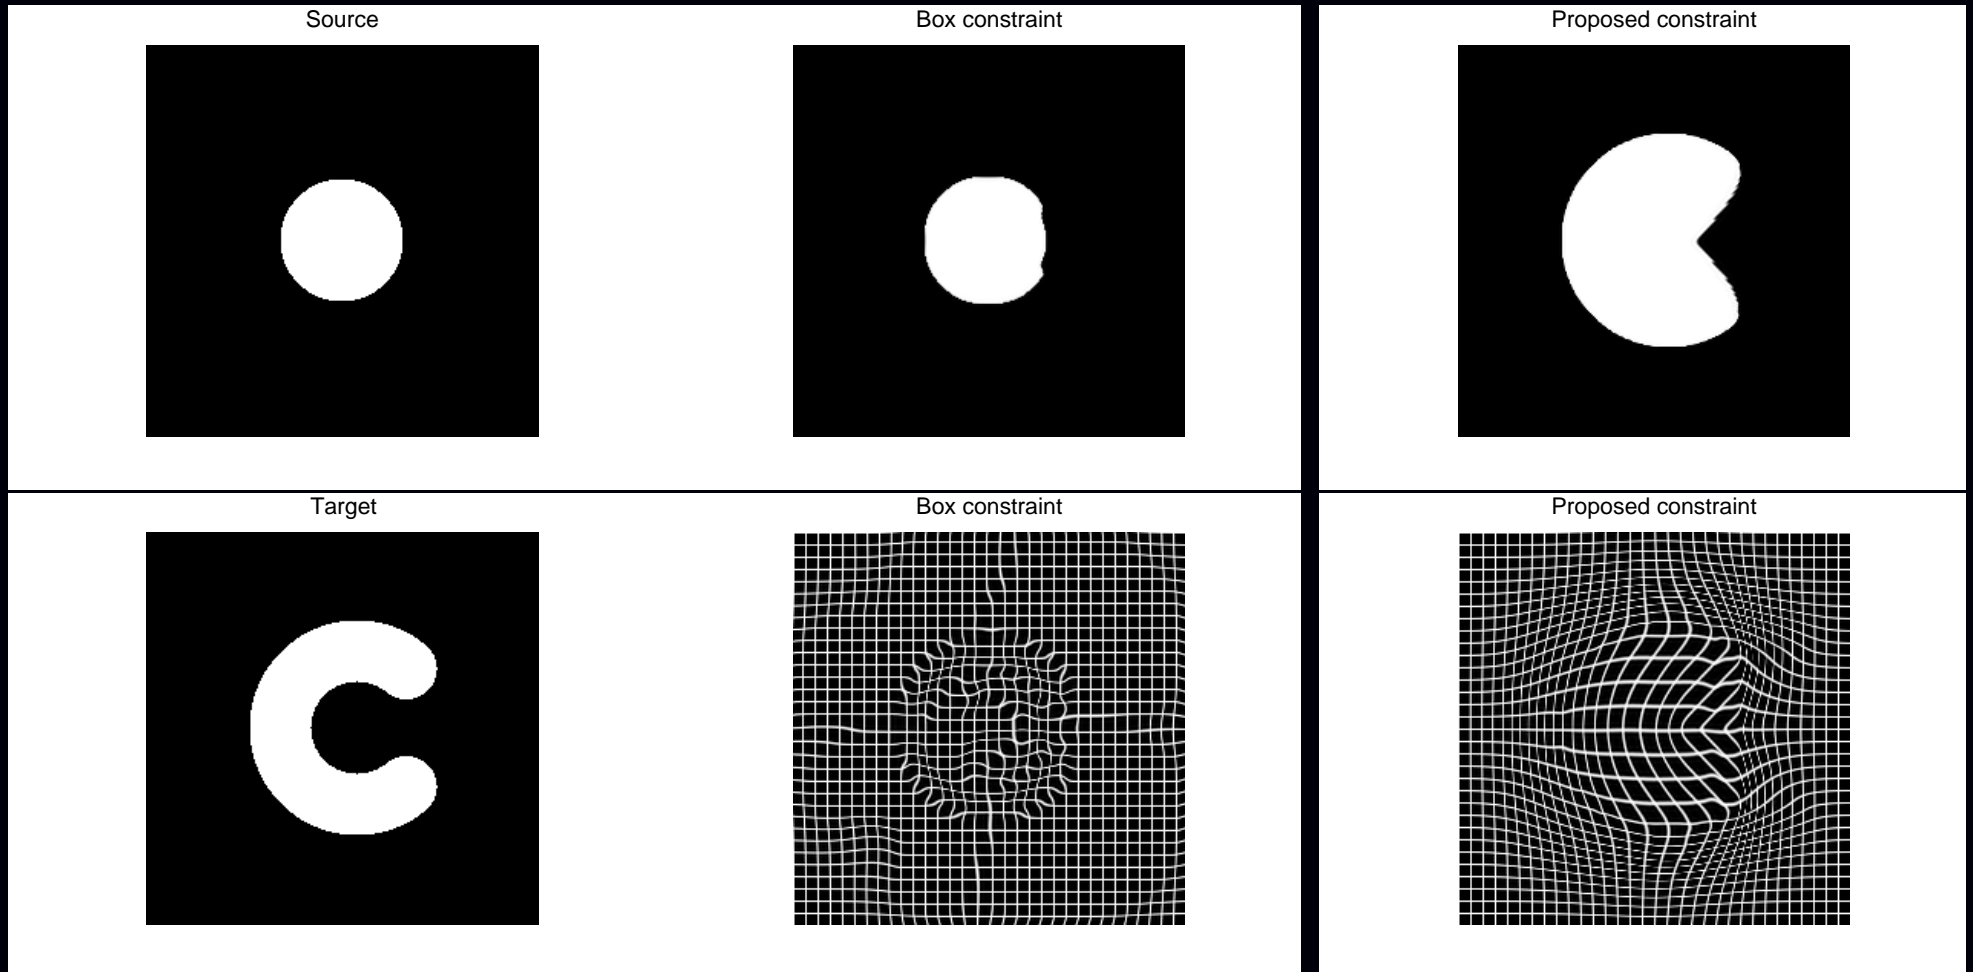 Source
Box constraint
Proposed constraint
Target
Box constraint
Proposed constraint